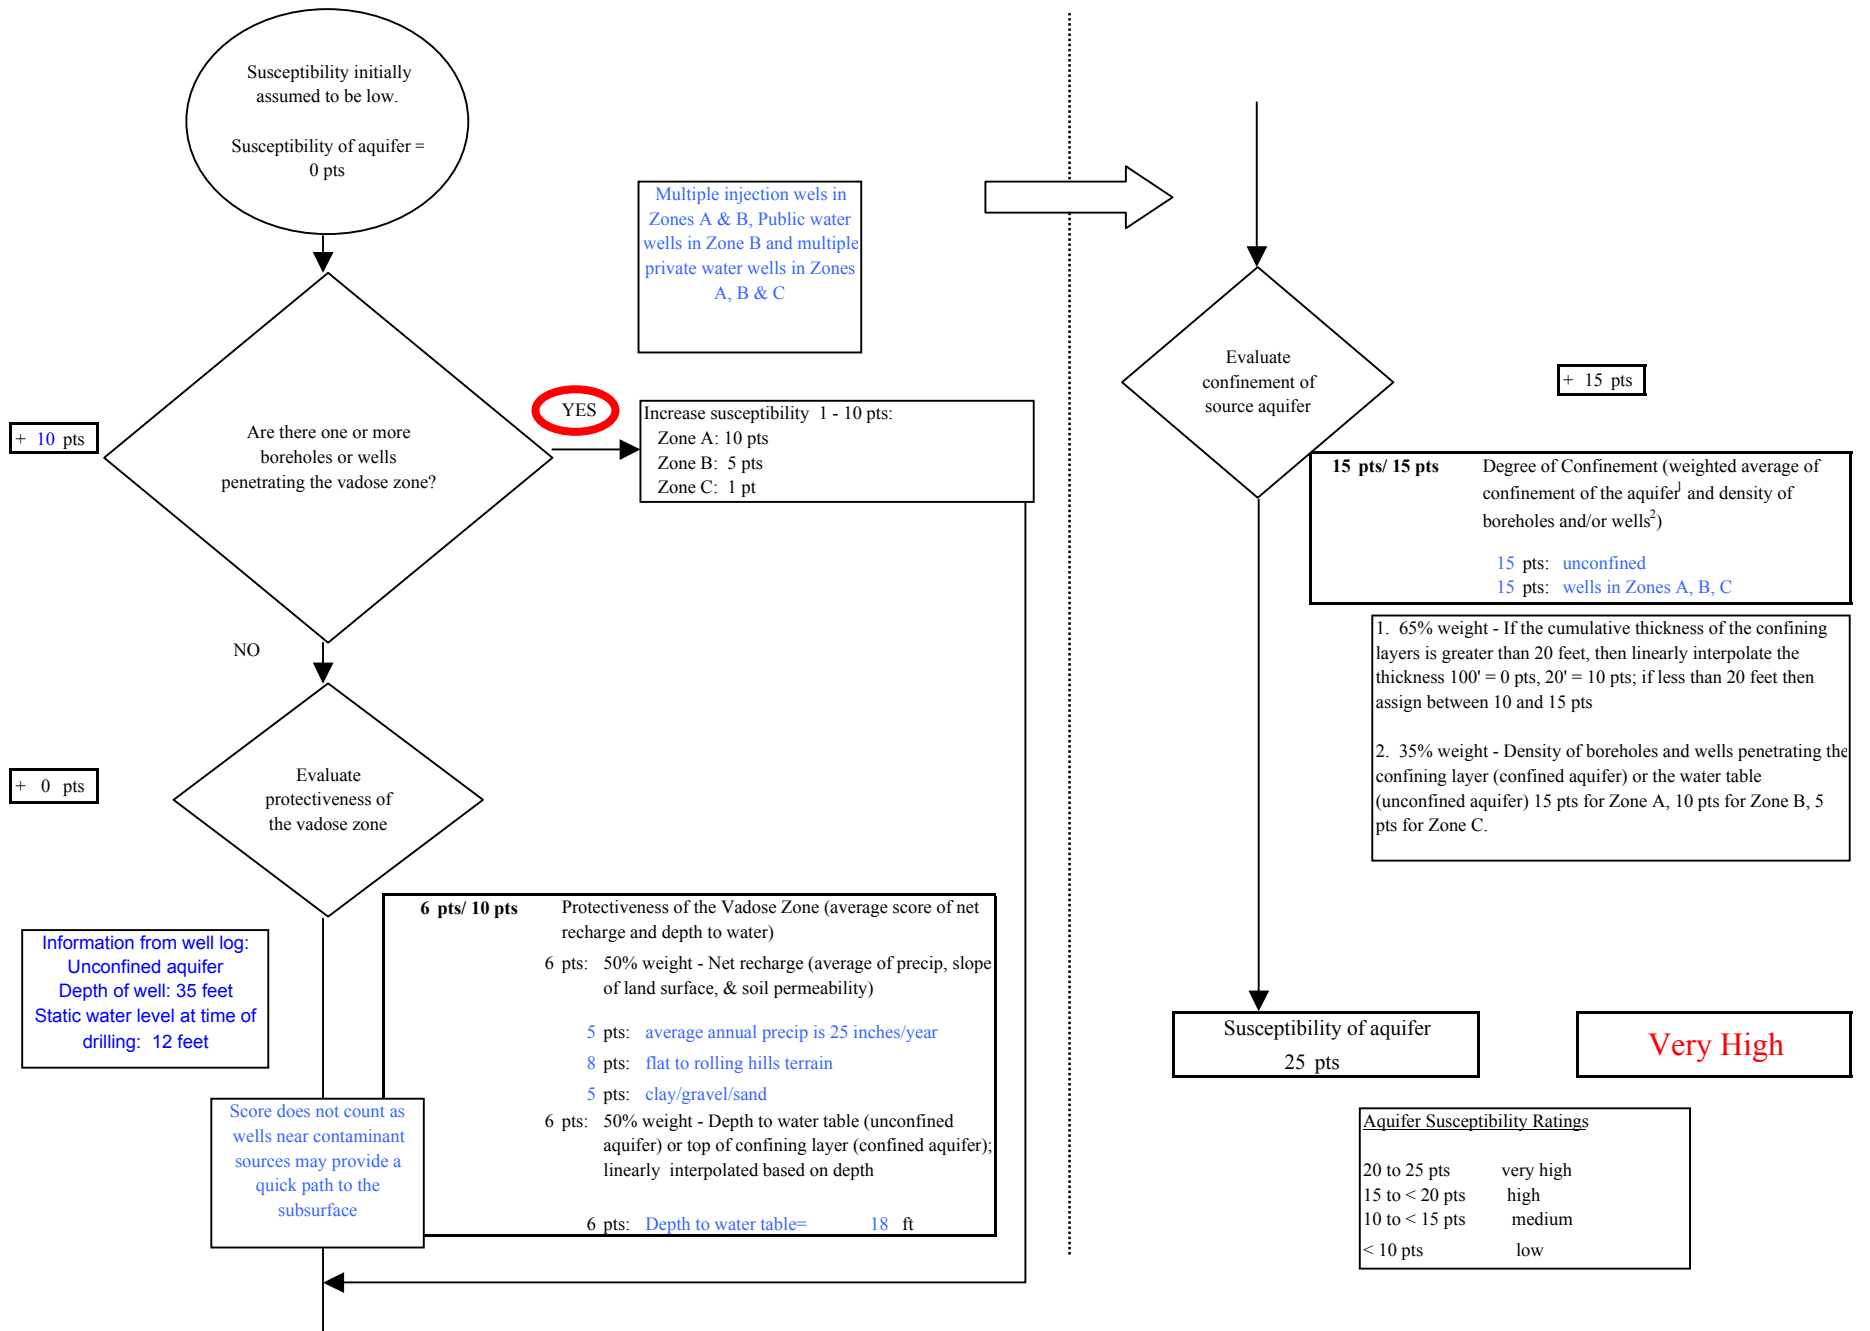 Susceptibility initially
assumed to be low.
Susceptibility of aquifer =
0 pts
Multiple injection wels in
Zones A & B, Public water
wells in Zone B and multiple
private water wells in Zones
A, B & C
+ 10 pts
Are there one or more
boreholes or wells
penetrating the vadose zone?
YES
Increase susceptibility 1 - 10 pts:
Zone A: 10 pts
Zone B: 5 pts
Zone C: 1 pt
NO
+ 0 pts
Evaluate
protectiveness of
the vadose zone
Information from well log:
Unconfined aquifer
Depth of well: 35 feet
Static water level at time of
drilling: 12 feet
6 pts/ 10 pts Protectiveness of the Vadose Zone (average score of net
recharge and depth to water)
6 pts: 50% weight - Net recharge (average of precip, slope
of land surface, & soil permeability)
5 pts: average annual precip is 25 inches/year
8 pts: flat to rolling hills terrain
5 pts: clay/gravel/sand
6 pts: 50% weight - Depth to water table (unconfined
aquifer) or top of confining layer (confined aquifer);
linearly interpolated based on depth
6 pts: Depth to water table= 18 ft
Score does not count as
wells near contaminant
sources may provide a
quick path to the
subsurface
Evaluate
confinement of
source aquifer
+ 15 pts
15 pts/ 15 pts Degree of Confinement (weighted average of
confinement of the aquifer1 and density of
boreholes and/or wells2)
15 pts: unconfined
15 pts: wells in Zones A, B, C
1. 65% weight - If the cumulative thickness of the confining
layers is greater than 20 feet, then linearly interpolate the
thickness 100' = 0 pts, 20' = 10 pts; if less than 20 feet then
assign between 10 and 15 pts
2. 35% weight - Density of boreholes and wells penetrating the
confining layer (confined aquifer) or the water table
(unconfined aquifer) 15 pts for Zone A, 10 pts for Zone B, 5
pts for Zone C.
Susceptibility of aquifer
25 pts
Very High
Aquifer Susceptibility Ratings
20 to 25 pts very high
15 to < 20 pts high
10 to < 15 pts medium
< 10 pts low